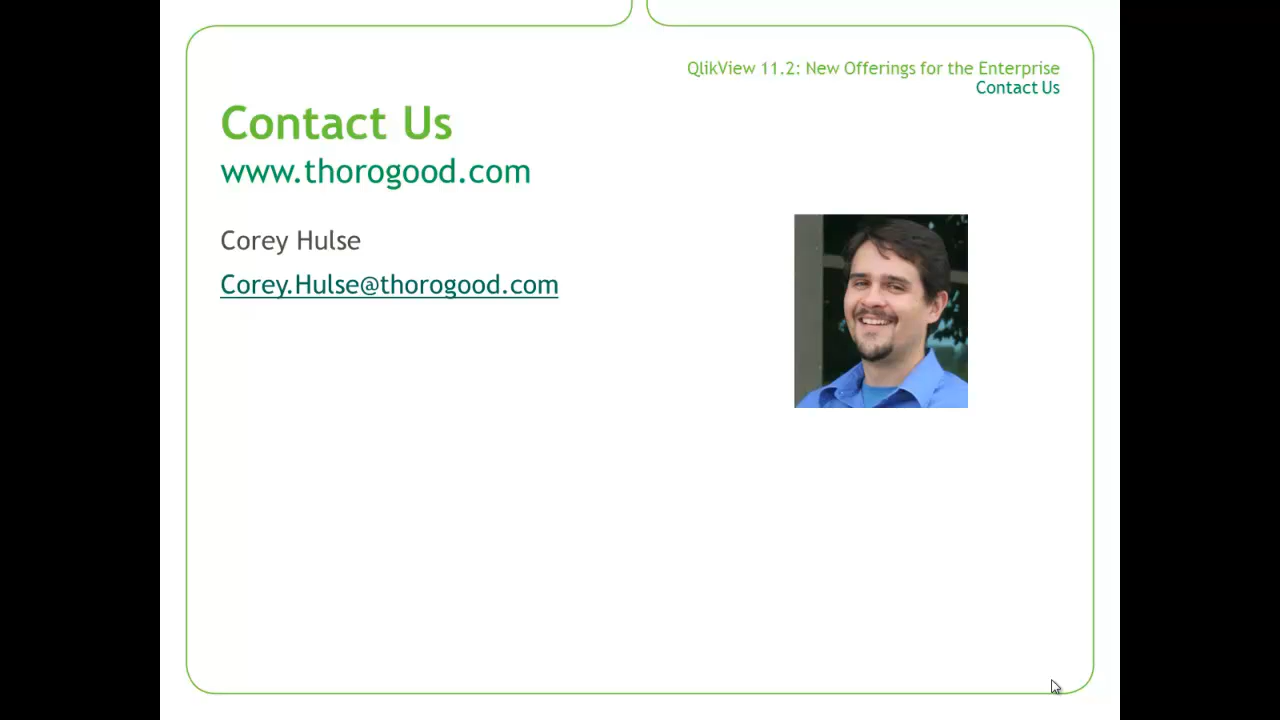 QlikView 11.2: New Offerings for the Enterprise
Contact Us
Contact Us
www.thorogood.com
Corey Hulse
Corey.Hulse@thorogood.com